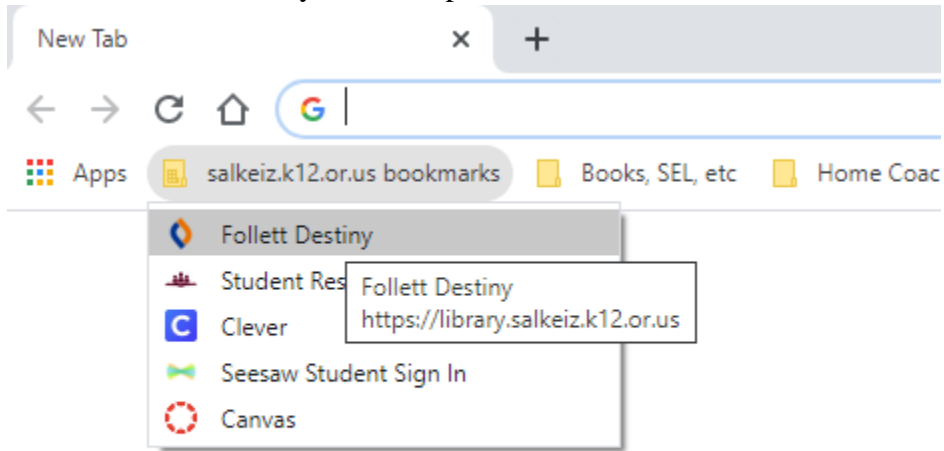 New Tab
Apps salkeiz.k12.or.us bookmarks Books, SEL, etc Home Coac
Follett Destiny
Student Res
Follett Destiny
https://library.salkeiz.k12.or.us
Clever
Seesaw Student Sign In
Canvas